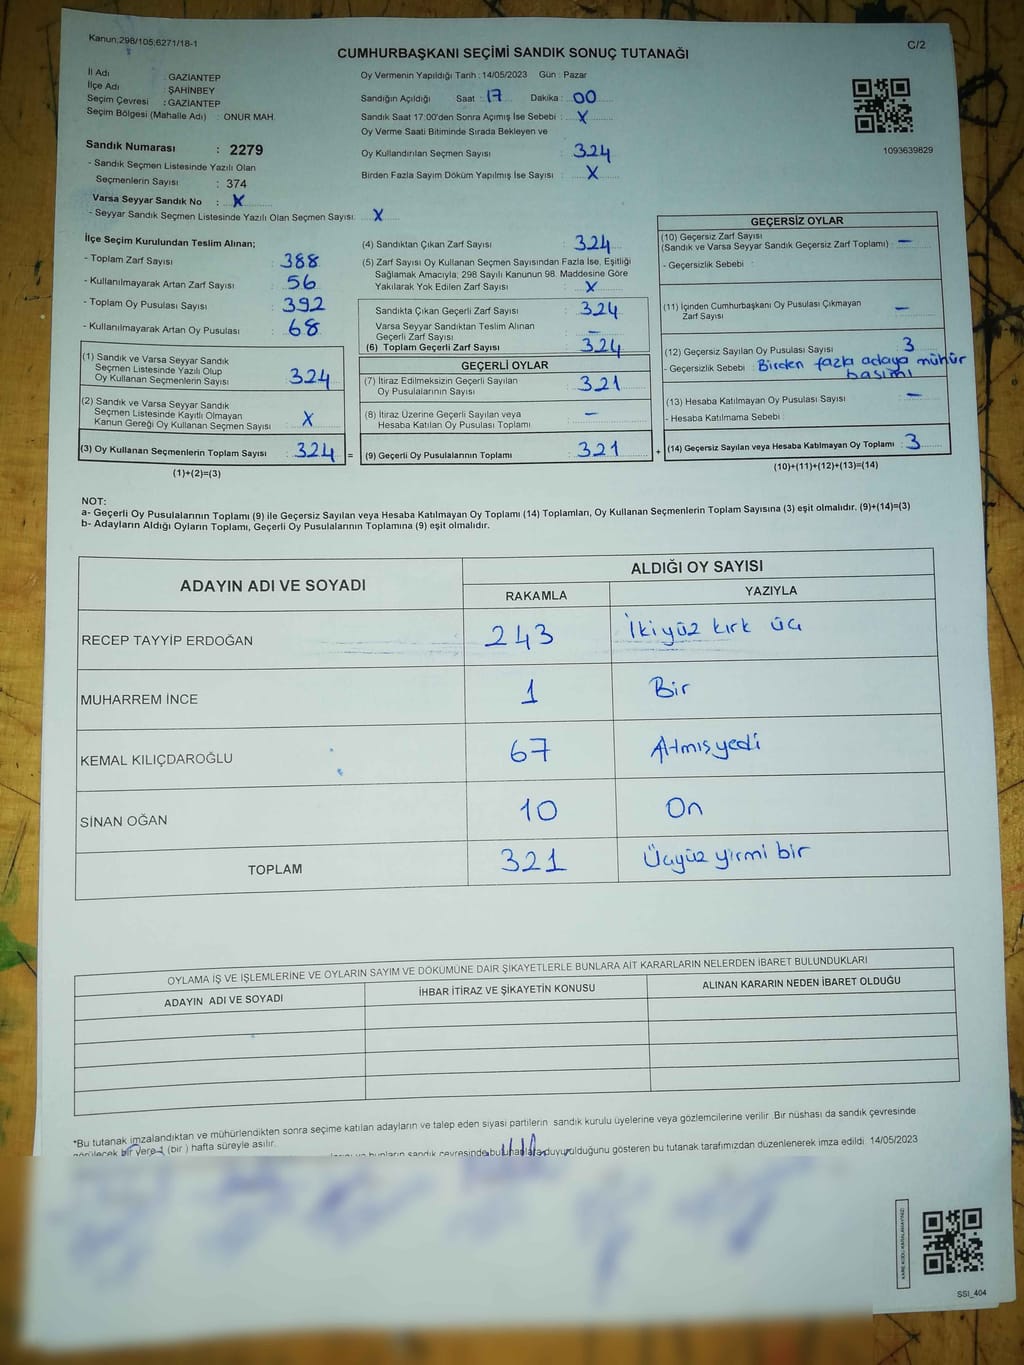 Kanun:298/105;6271/18-1
C/2
CUMHURBAŞKANI SEÇİMİ SANDIK SONUÇ TUTANAĞI
İl Adı : GAZİANTEP
İlçe Adı : ŞAHİNBEY
Seçim Çevresi : GAZİANTEP
Seçim Bölgesi (Mahalle Adı) : ONUR MAH.
Sandık Numarası : 2279
- Sandık Seçmen Listesinde Yazılı Olan
Seçmenlerin Sayısı : 374
Varsa Seyyar Sandık No : X
- Seyyar Sandık Seçmen Listesinde Yazılı Olan Seçmen Sayısı: X
Oy Vermenin Yapıldığı Tarih : 14/05/2023 Gün : Pazar
Sandığın Açıldığı Saat : 17 Dakika : 00
Sandık Saat 17:00'den Sonra Açımış İse Sebebi : X
Oy Verme Saati Bitiminde Sırada Bekleyen ve
Oy Kullandırılan Seçmen Sayısı : 324
Birden Fazla Sayım Döküm Yapılmış İse Sayısı : X
1093639829
İlçe Seçim Kurulundan Teslim Alınan;
- Toplam Zarf Sayısı : 388
- Kullanılmayarak Artan Zarf Sayısı : 56
- Toplam Oy Pusulası Sayısı : 392
- Kullanılmayarak Artan Oy Pusulası : 68
(1) Sandık ve Varsa Seyyar Sandık
Seçmen Listesinde Yazılı Olup
Oy Kullanan Seçmenlerin Sayısı : 324
(2) Sandık ve Varsa Seyyar Sandık
Seçmen Listesinde Kayıtlı Olmayan
Kanun Gereği Oy Kullanan Seçmen Sayısı : X
(3) Oy Kullanan Seçmenlerin Toplam Sayısı : 324 =
(1)+(2)=(3)
(4) Sandıktan Çıkan Zarf Sayısı : 324
(5) Zarf Sayısı Oy Kullanan Seçmen Sayısından Fazla İse, Eşitliği
Sağlamak Amacıyla; 298 Sayılı Kanunun 98. Maddesine Göre
Yakılarak Yok Edilen Zarf Sayısı : X
Sandıkta Çıkan Geçerli Zarf Sayısı : 324
Varsa Seyyar Sandıktan Teslim Alınan
Geçerli Zarf Sayısı : –
(6) Toplam Geçerli Zarf Sayısı : 324
GEÇERLİ OYLAR
(7) İtiraz Edilmeksizin Geçerli Sayılan
Oy Pusulalarının Sayısı : 321
(8) İtiraz Üzerine Geçerli Sayılan veya
Hesaba Katılan Oy Pusulası Toplamı : –
(9) Geçerli Oy Pusulalarının Toplamı : 321 +
GEÇERSİZ OYLAR
(10) Geçersiz Zarf Sayısı
(Sandık ve Varsa Seyyar Sandık Geçersiz Zarf Toplamı) : –
- Geçersizlik Sebebi :
(11) İçinden Cumhurbaşkanı Oy Pusulası Çıkmayan
Zarf Sayısı : –
(12) Geçersiz Sayılan Oy Pusulası Sayısı : 3
- Geçersizlik Sebebi : Birden fazla adaya mühür
basımı
(13) Hesaba Katılmayan Oy Pusulası Sayısı : –
- Hesaba Katılmama Sebebi :
(14) Geçersiz Sayılan veya Hesaba Katılmayan Oy Toplamı : 3
(10)+(11)+(12)+(13)=(14)
NOT:
a- Geçerli Oy Pusulalarının Toplamı (9) ile Geçersiz Sayılan veya Hesaba Katılmayan Oy Toplamı (14) Toplamları, Oy Kullanan Seçmenlerin Toplam Sayısına (3) eşit olmalıdır. (9)+(14)=(3)
b- Adayların Aldığı Oyların Toplamı, Geçerli Oy Pusulalarının Toplamına (9) eşit olmalıdır.
ADAYIN ADI VE SOYADI
ALDIĞI OY SAYISI
RAKAMLA YAZIYLA
RECEP TAYYİP ERDOĞAN 243 İkiyüz kırk üç
MUHARREM İNCE 1 Bir
KEMAL KILIÇDAROĞLU 67 Altmışyedi
SİNAN OĞAN 10 On
TOPLAM 321 Üçyüz yirmi bir
OYLAMA İŞ VE İŞLEMLERİNE VE OYLARIN SAYIM VE DÖKÜMÜNE DAİR ŞİKAYETLERLE BUNLARA AİT KARARLARIN NELERDEN İBARET BULUNDUKLARI
ADAYIN ADI VE SOYADI İHBAR İTİRAZ VE ŞİKAYETİN KONUSU ALINAN KARARIN NEDEN İBARET OLDUĞU
*Bu tutanak imzalandıktan ve mühürlendikten sonra seçime katılan adayların ve talep eden siyasi partilerin sandık kurulu üyelerine veya gözlemcilerine verilir. Bir nüshası da sandık çevresinde
görülecek bir yere 1 (bir ) hafta süreyle asılır.
bunların sandık çevresinde bulunanlara duyurulduğunu gösteren bu tutanak tarafımızdan düzenlenerek imza edildi. 14/05/2023
SSI_404